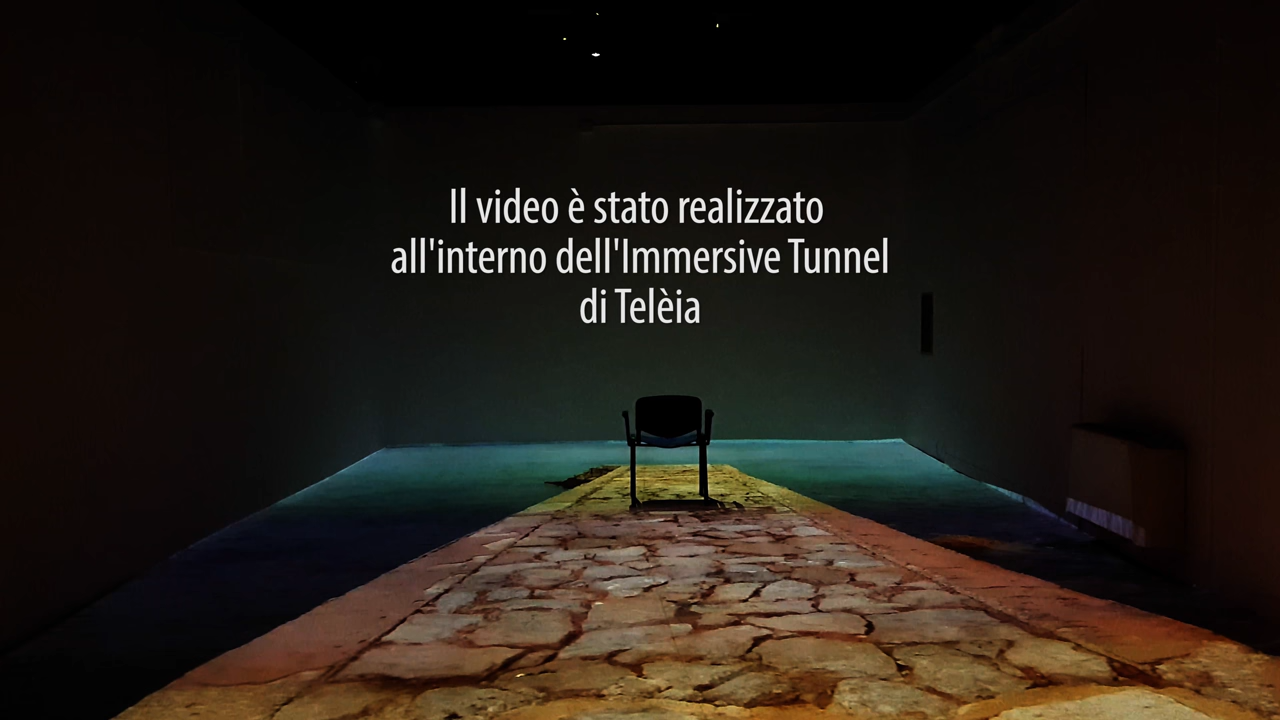 Il video è stato realizzato
all'interno dell'Immersive Tunnel
di Telèia